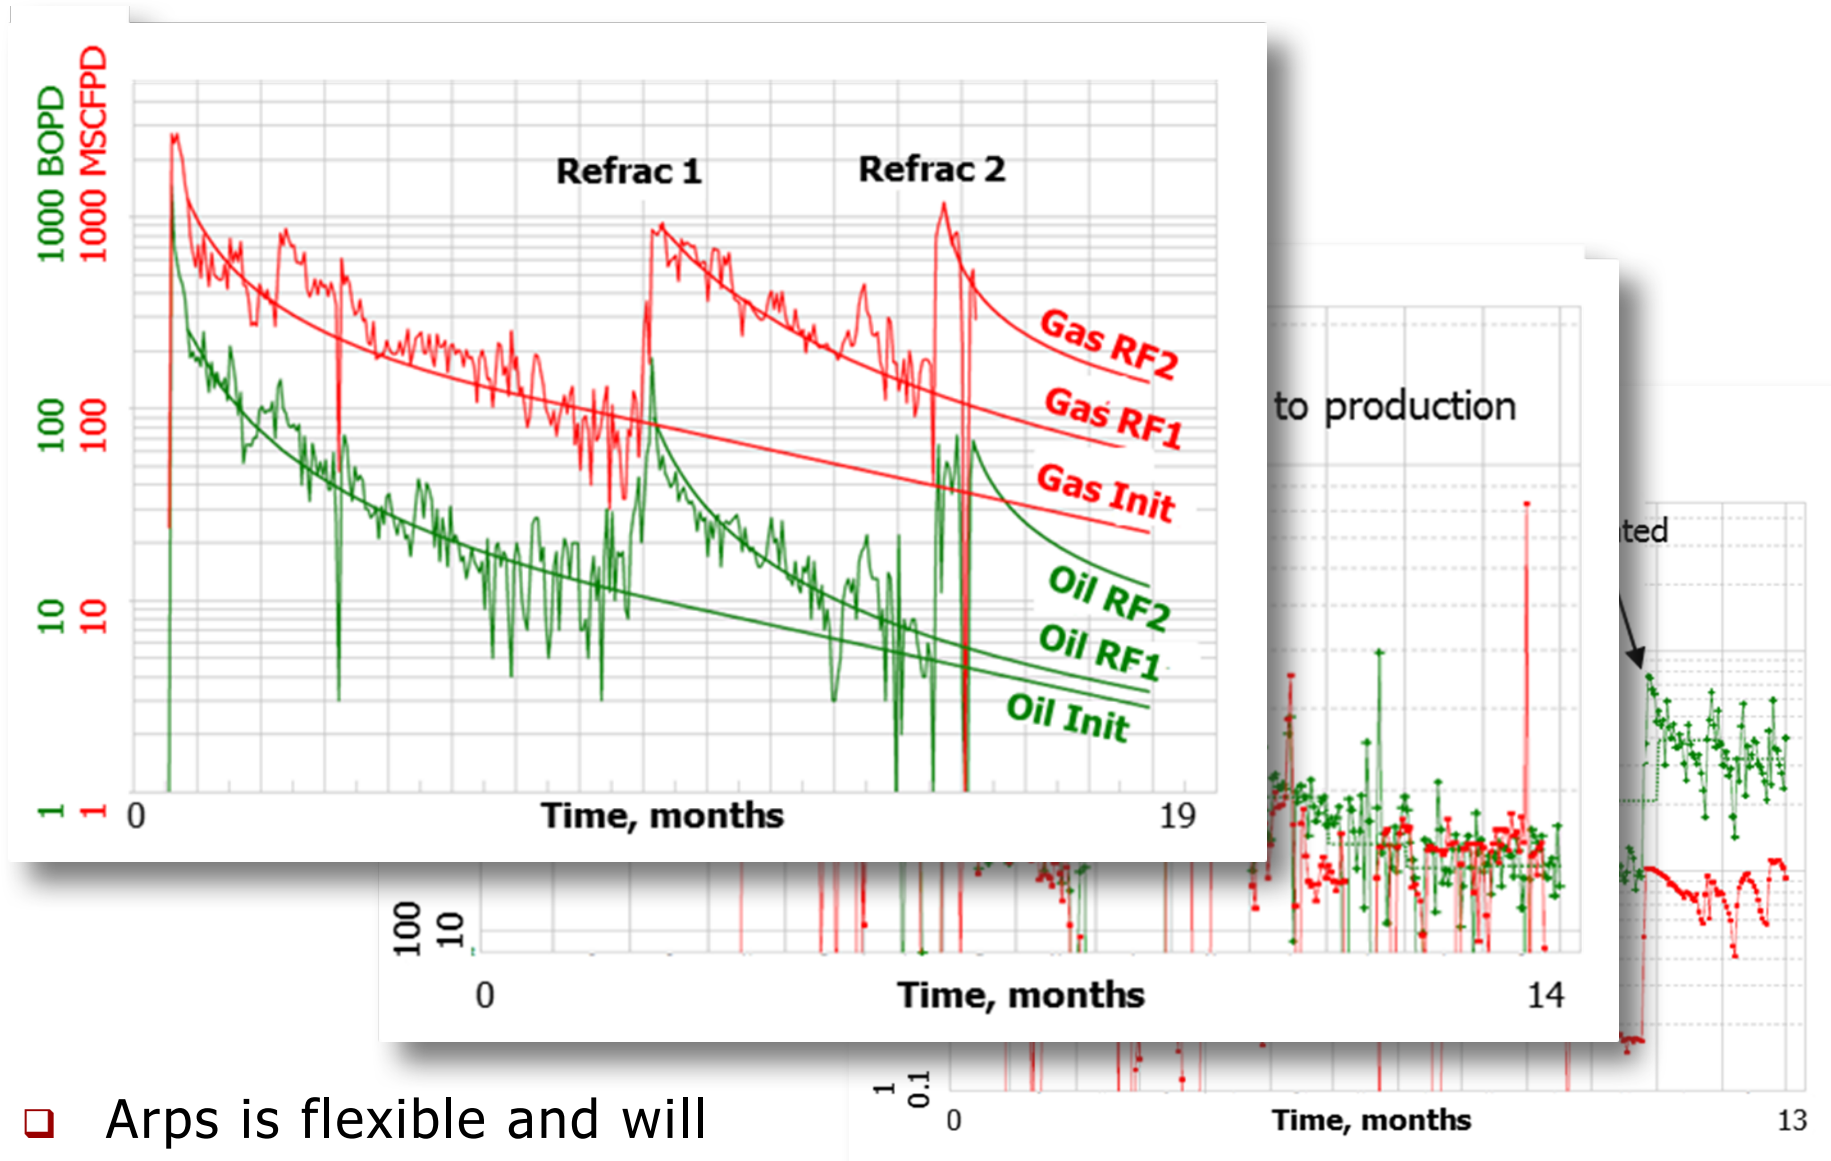 1000 BOPD
1000 MSCFPD
100
100
10
10
1
1
Refrac 1
Refrac 2
Gas RF2
Gas RF1
Gas Init
Oil RF2
Oil RF1
Oil Init
0
Time, months
19
to production
100
10
0
Time, months
14
1
0.1
0
Time, months
13
Arps is flexible and will